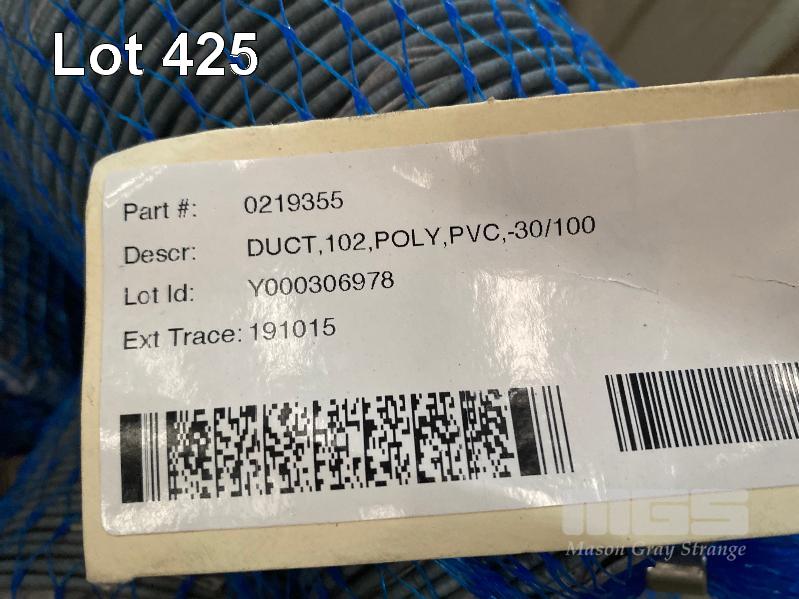 Lot 425
Part #: 0219355
Descr: DUCT,102,POLY,PVC,-30/100
Lot Id: Y000306978
Ext Trace: 191015
MGS
Mason Gray Strange